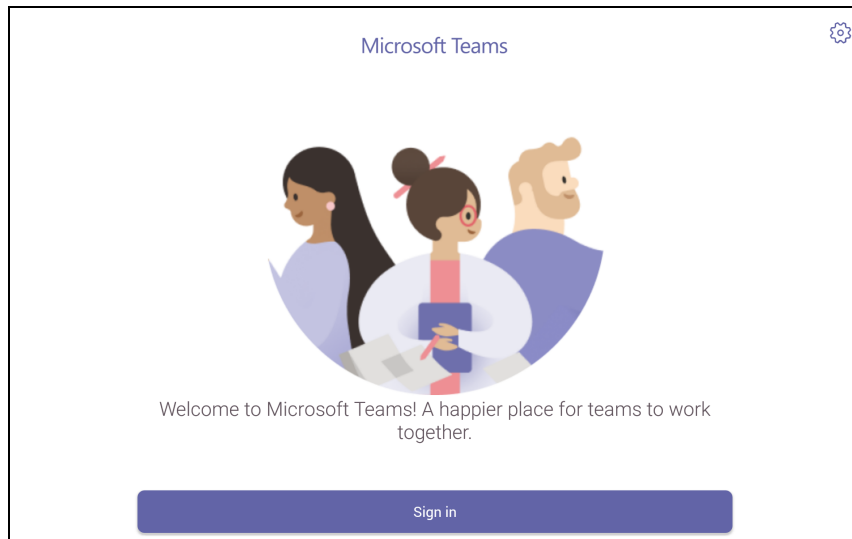 Microsoft Teams
Welcome to Microsoft Teams! A happier place for teams to work
together.
Sign in